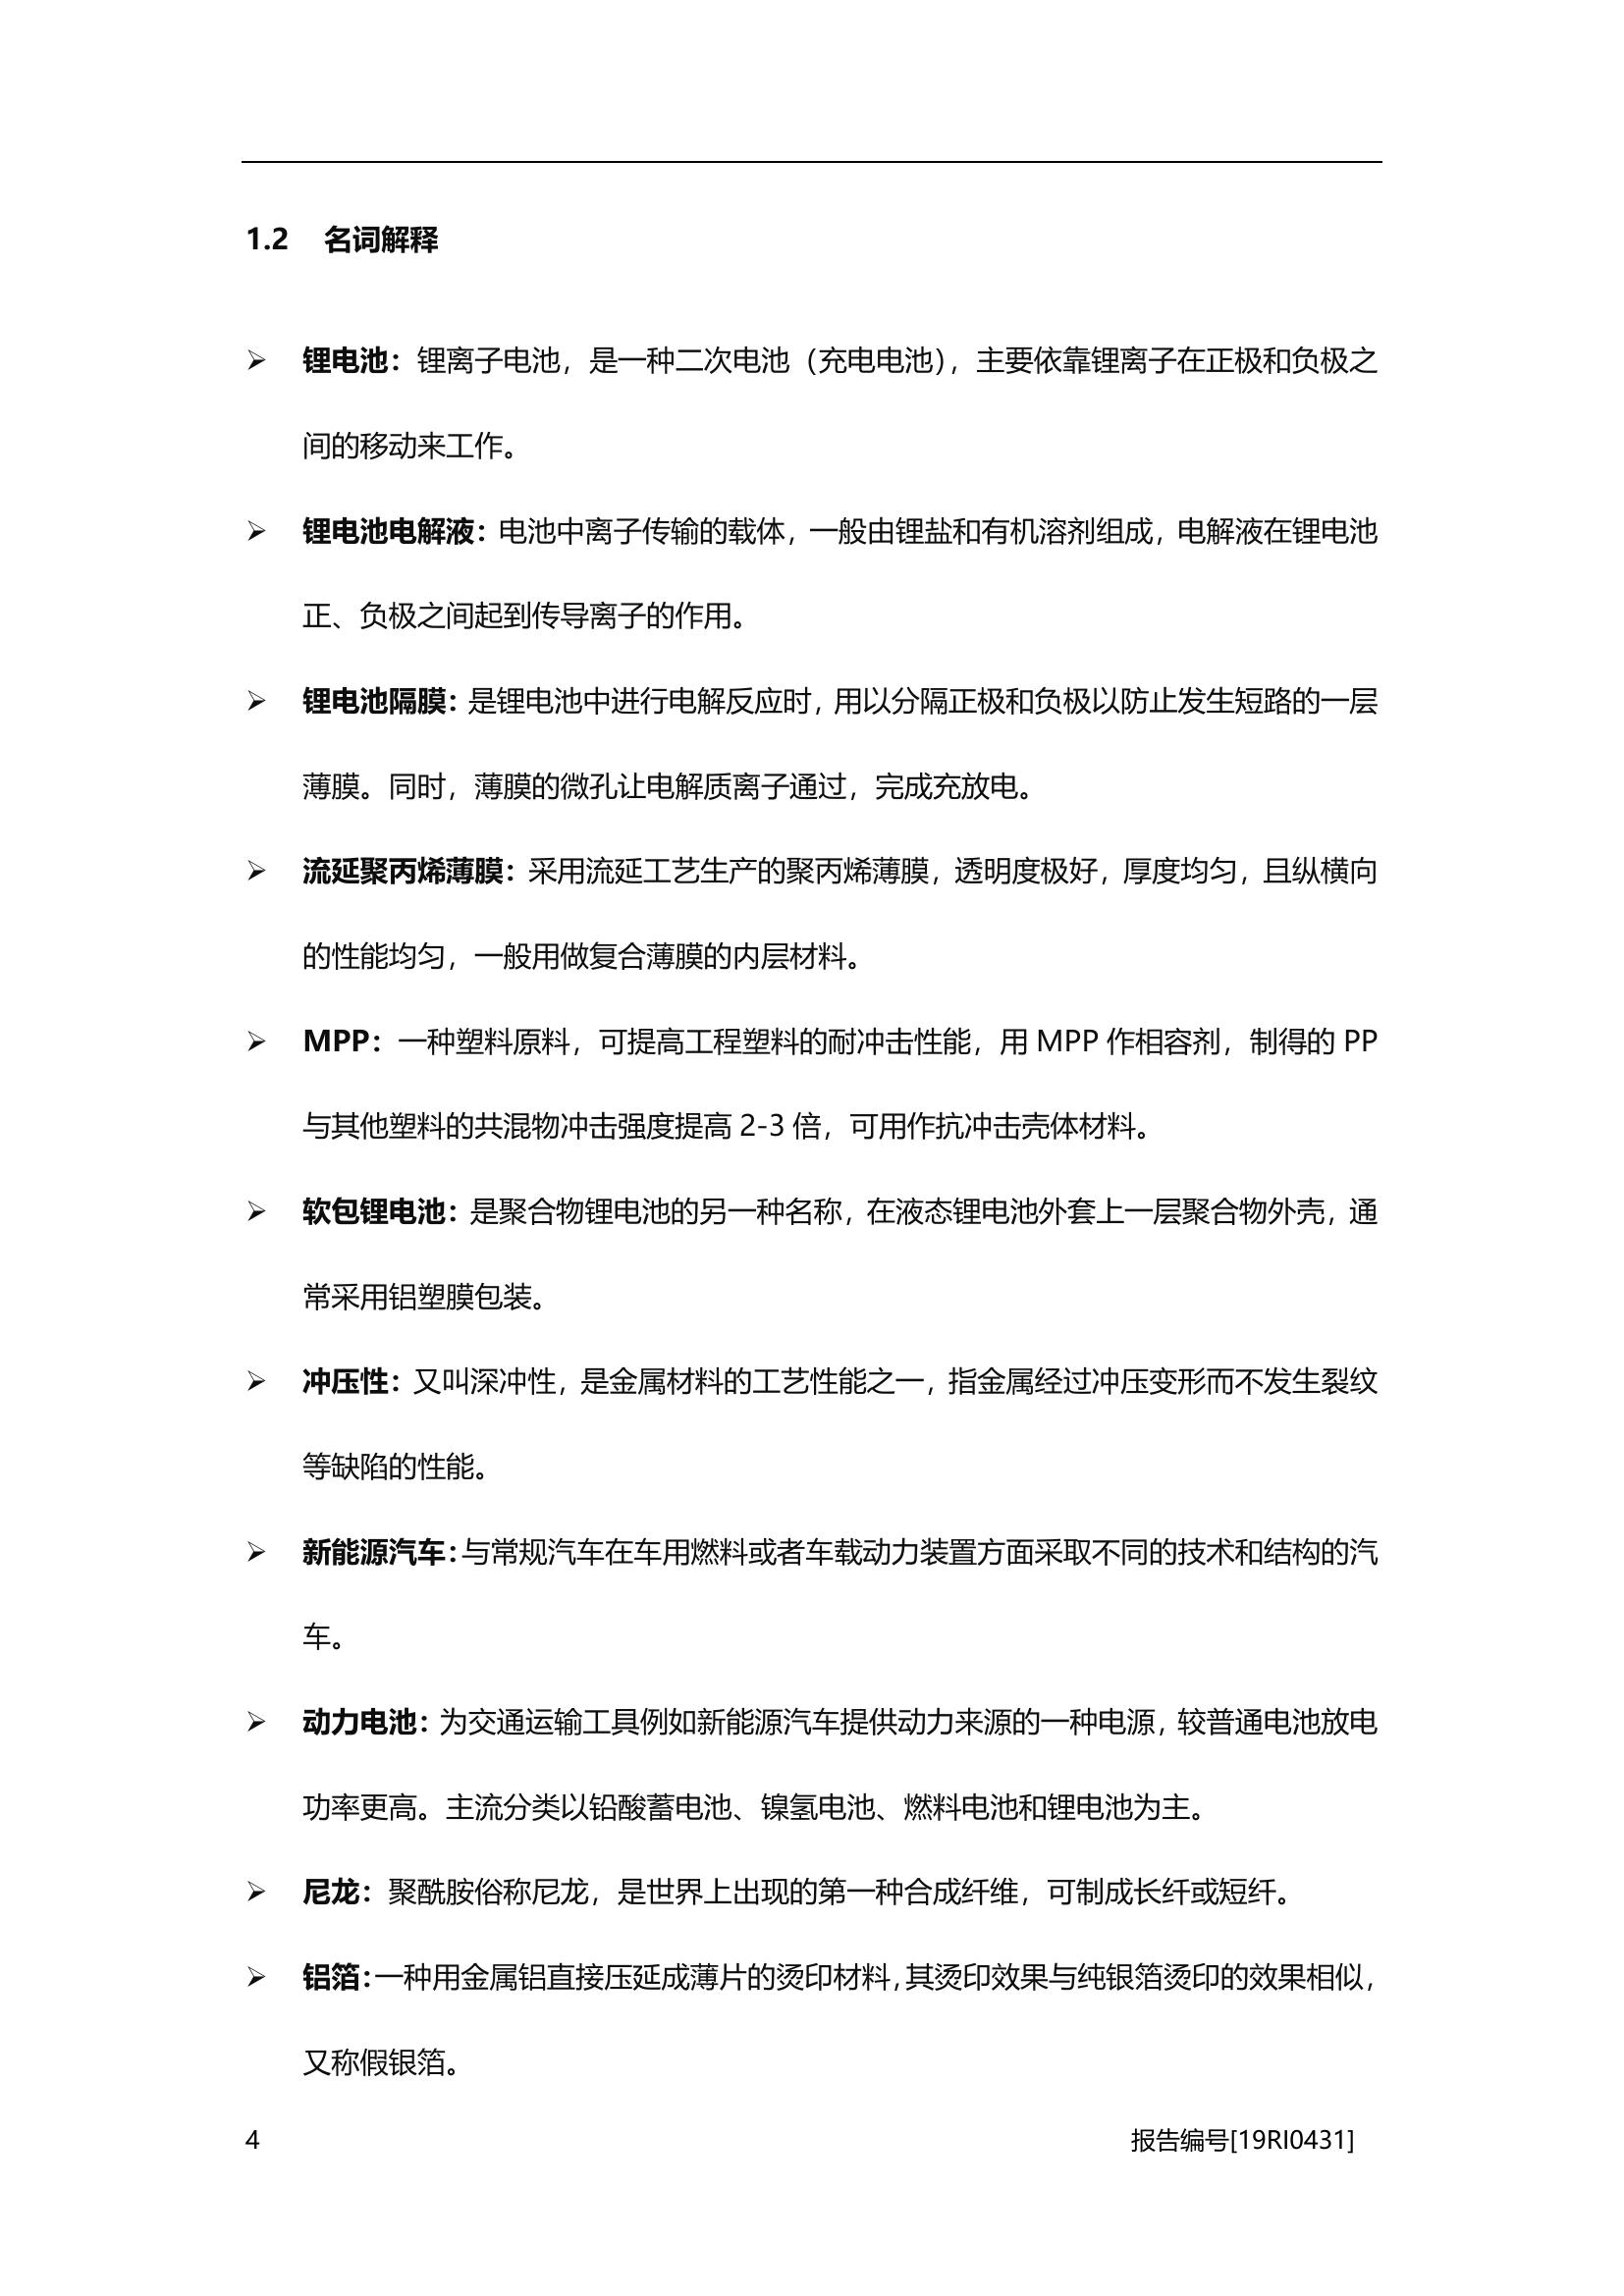 1.2 名词解释
➢ 锂电池：锂离子电池，是一种二次电池（充电电池），主要依靠锂离子在正极和负极之
间的移动来工作。
➢ 锂电池电解液：电池中离子传输的载体，一般由锂盐和有机溶剂组成，电解液在锂电池
正、负极之间起到传导离子的作用。
➢ 锂电池隔膜：是锂电池中进行电解反应时，用以分隔正极和负极以防止发生短路的一层
薄膜。同时，薄膜的微孔让电解质离子通过，完成充放电。
➢ 流延聚丙烯薄膜：采用流延工艺生产的聚丙烯薄膜，透明度极好，厚度均匀，且纵横向
的性能均匀，一般用做复合薄膜的内层材料。
➢ MPP：一种塑料原料，可提高工程塑料的耐冲击性能，用 MPP 作相容剂，制得的 PP
与其他塑料的共混物冲击强度提高 2-3 倍，可用作抗冲击壳体材料。
➢ 软包锂电池：是聚合物锂电池的另一种名称，在液态锂电池外套上一层聚合物外壳，通
常采用铝塑膜包装。
➢ 冲压性：又叫深冲性，是金属材料的工艺性能之一，指金属经过冲压变形而不发生裂纹
等缺陷的性能。
➢ 新能源汽车：与常规汽车在车用燃料或者车载动力装置方面采取不同的技术和结构的汽
车。
➢ 动力电池：为交通运输工具例如新能源汽车提供动力来源的一种电源，较普通电池放电
功率更高。主流分类以铅酸蓄电池、镍氢电池、燃料电池和锂电池为主。
➢ 尼龙：聚酰胺俗称尼龙，是世界上出现的第一种合成纤维，可制成长纤或短纤。
➢ 铝箔：一种用金属铝直接压延成薄片的烫印材料，其烫印效果与纯银箔烫印的效果相似，
又称假银箔。
4 报告编号[19RI0431]